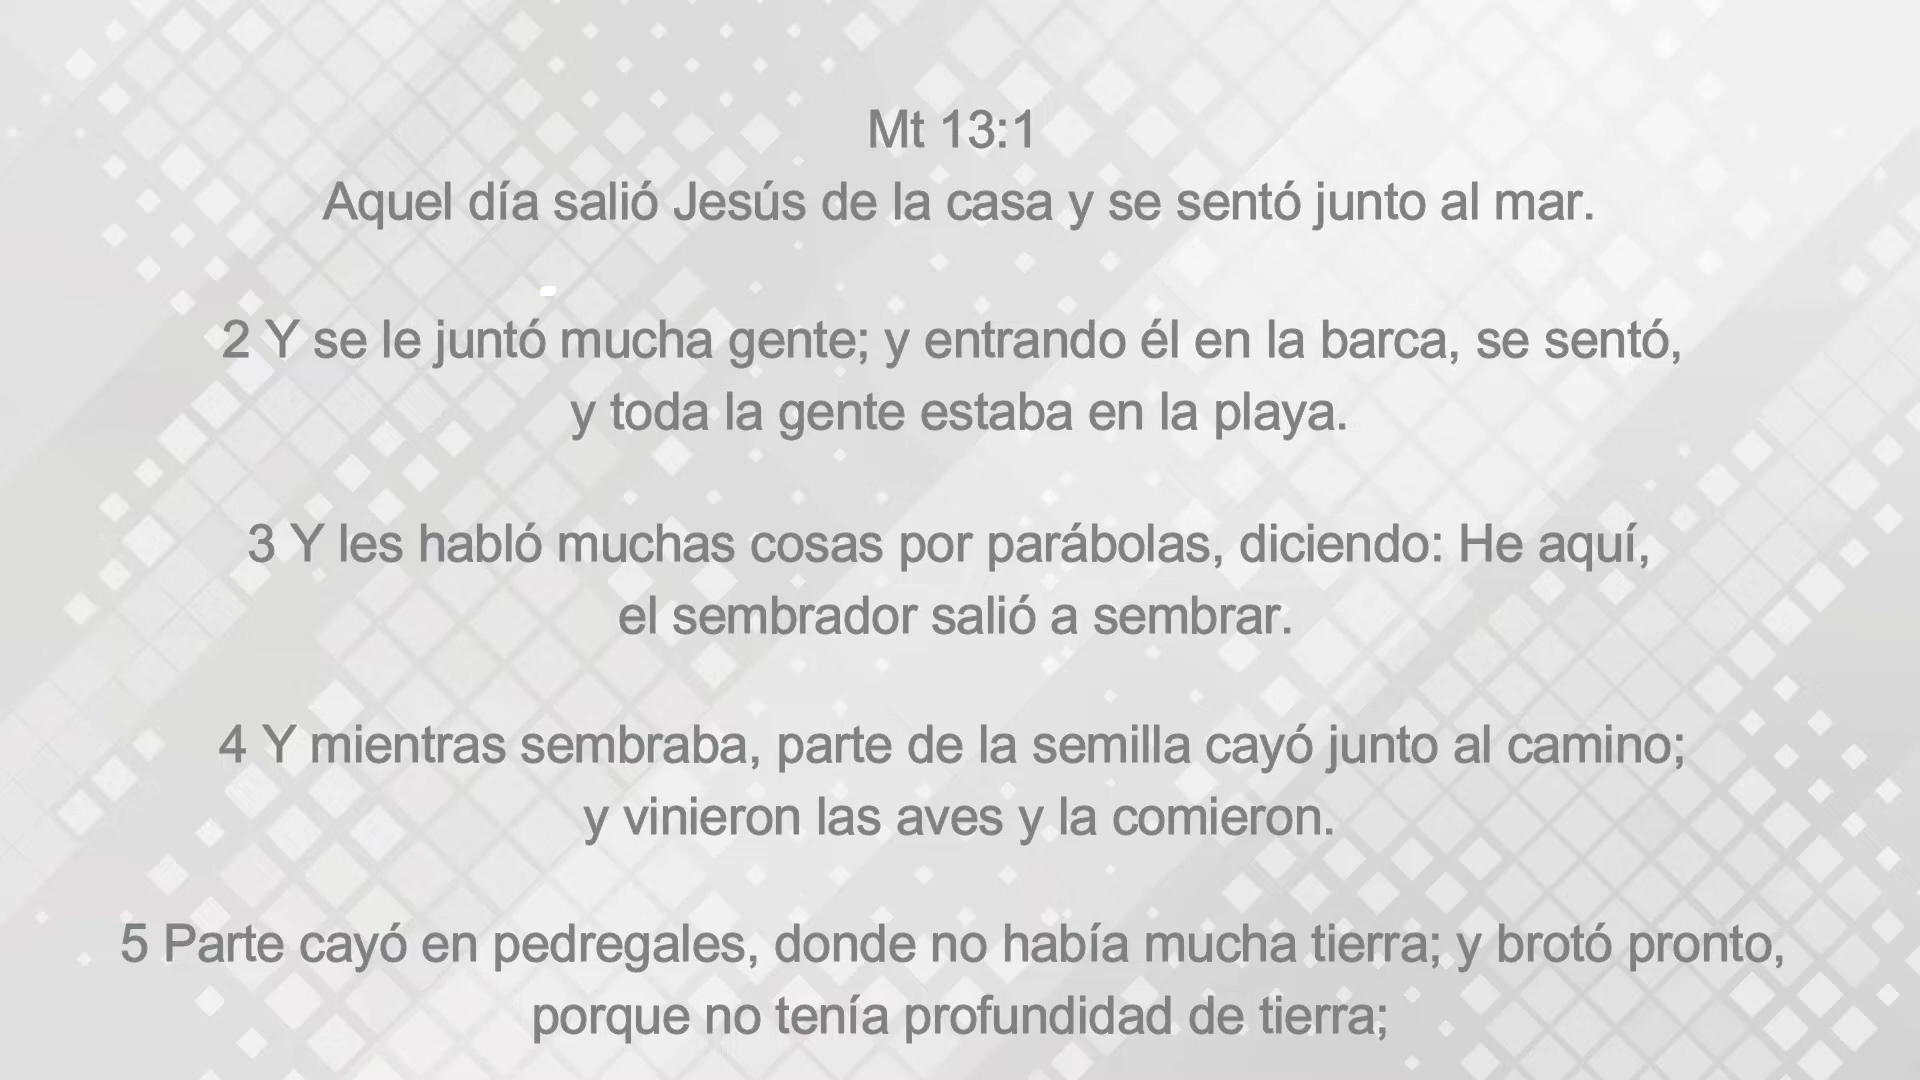 Mt 13:1
Aquel día salió Jesús de la casa y se sentó junto al mar.
2 Y se le juntó mucha gente; y entrando él en la barca, se sentó,
y toda la gente estaba en la playa.
3 Y les habló muchas cosas por parábolas, diciendo: He aquí,
el sembrador salió a sembrar.
4 Y mientras sembraba, parte de la semilla cayó junto al camino;
y vinieron las aves y la comieron.
5 Parte cayó en pedregales, donde no había mucha tierra; y brotó pronto,
porque no tenía profundidad de tierra;